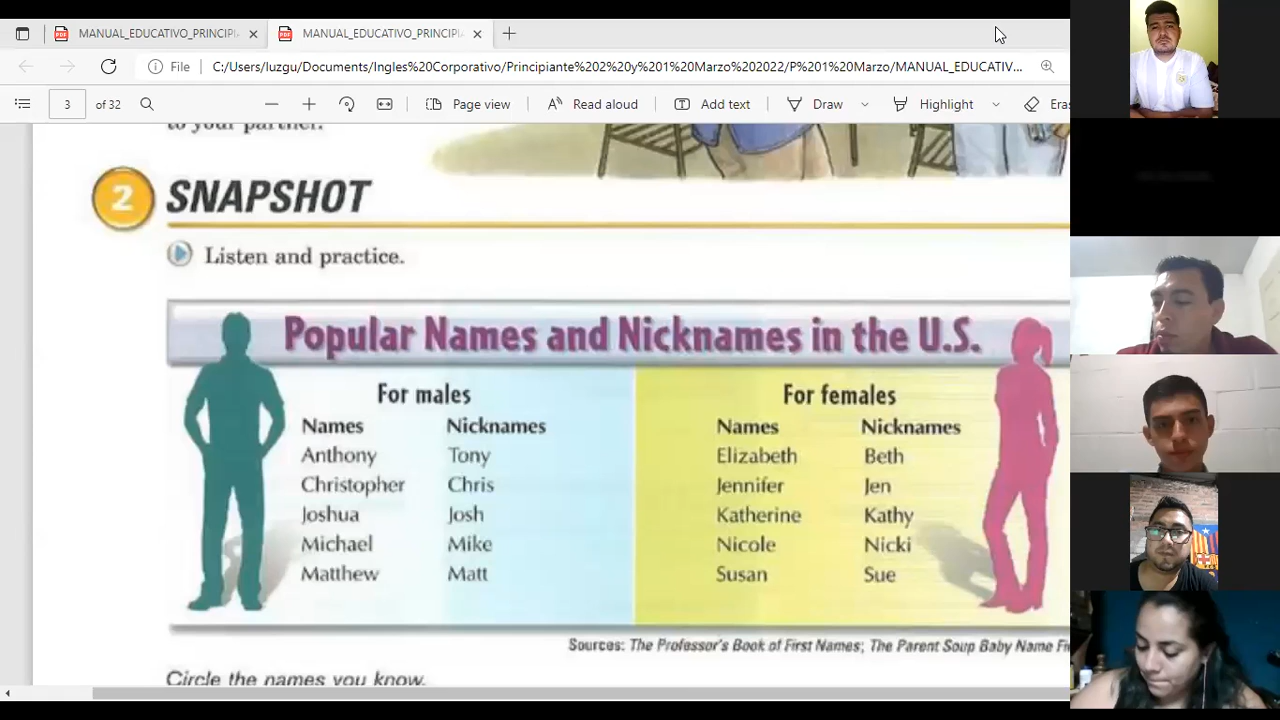 MANUAL_EDUCATIVO_PRINCIPI
MANUAL_EDUCATIVO_PRINCIPI
File
C:/Users/luzgu/Documents/Ingles%20Corporativo/Principiante%202%20y%201%20Marzo%202022/P%201%20Marzo/MANUAL_EDUCATIV...
3 of 32
Page view
Read aloud
Add text
Draw
Highlight
Eras
to your partner.
2 SNAPSHOT
Listen and practice.
Popular Names and Nicknames in the U.S.
For males
Names Nicknames
Anthony Tony
Christopher Chris
Joshua Josh
Michael Mike
Matthew Matt
For females
Names Nicknames
Elizabeth Beth
Jennifer Jen
Katherine Kathy
Nicole Nicki
Susan Sue
Sources: The Professor's Book of First Names; The Parent Soup Baby Name
Circle the names you know.